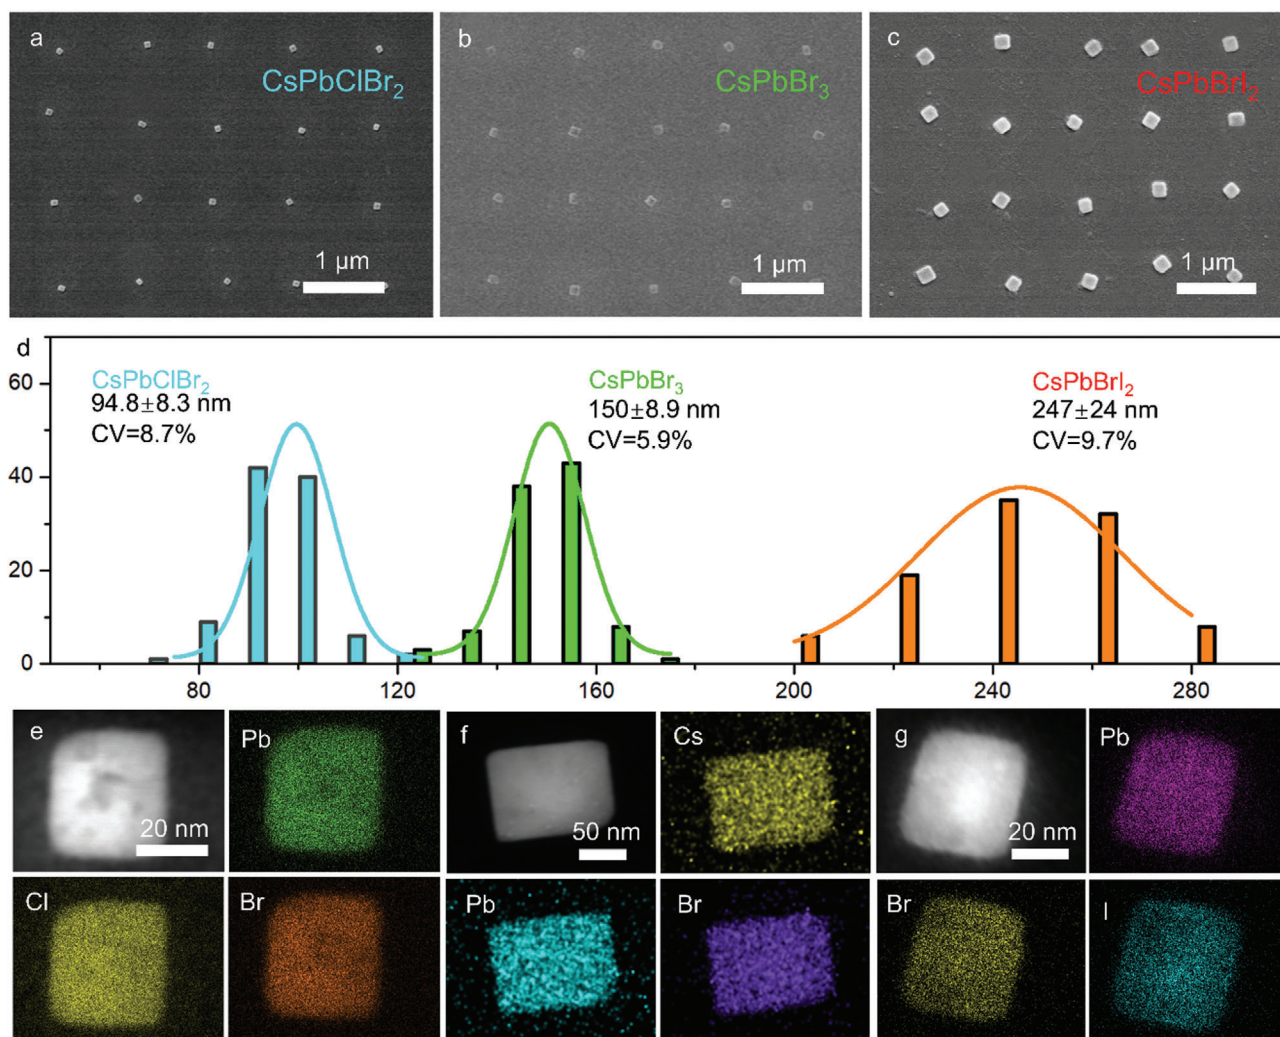 a
CsPbClBr2
1 μm
b
CsPbBr3
1 μm
c
CsPbBrI2
1 μm
d
60
40
20
0
CsPbClBr2
94.8±8.3 nm
CV=8.7%
CsPbBr3
150±8.9 nm
CV=5.9%
CsPbBrI2
247±24 nm
CV=9.7%
80 120 160 200 240 280
e
20 nm
Pb
f
50 nm
Cs
g
20 nm
Pb
Cl
Br
Pb
Br
Br
I